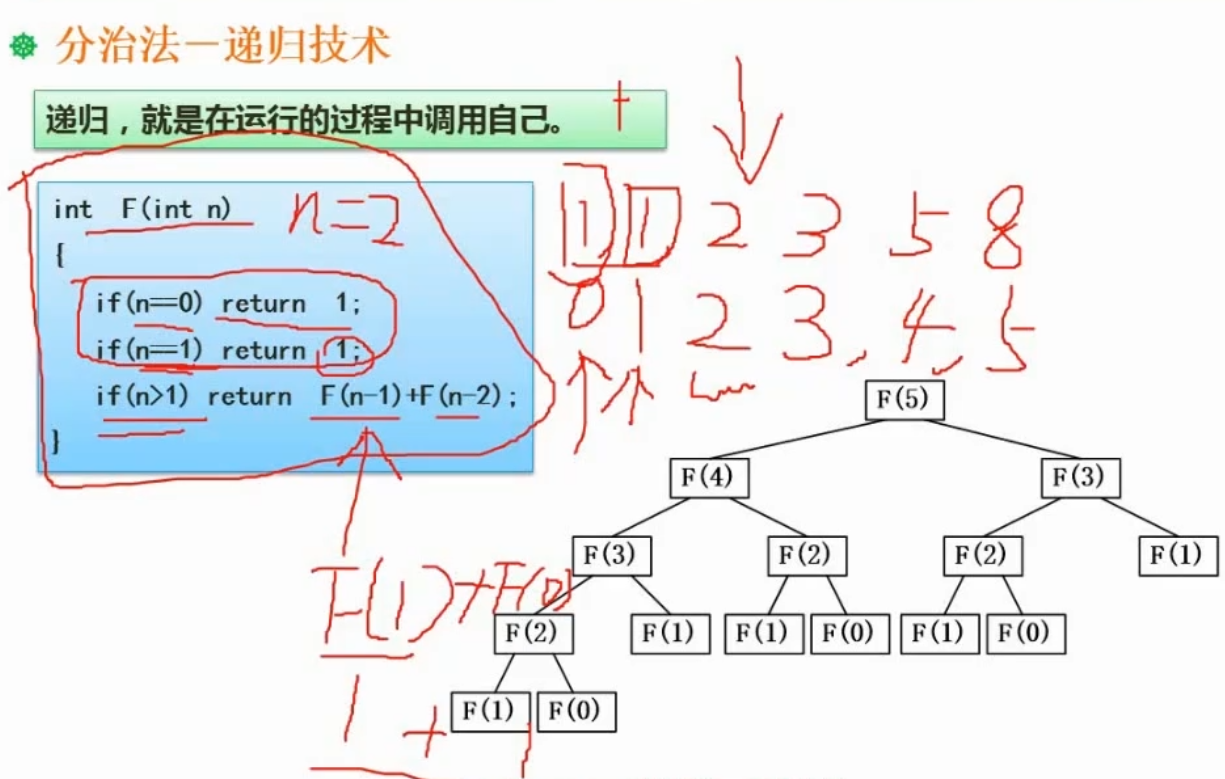 分治法－递归技术
递归，就是在运行的过程中调用自己。
int F(int n)
n=2
{
if(n==0) return 1;
if(n==1) return 1;
if(n>1) return F(n-1)+F(n-2);
}
1 1 2 3 5 8
0 1 2 3, 4, 5
F(5)
F(4) F(3)
F(3) F(2) F(2) F(1)
F(1)+F(0)
F(2) F(1) F(1) F(0) F(1) F(0)
F(1) F(0)
1 + 1